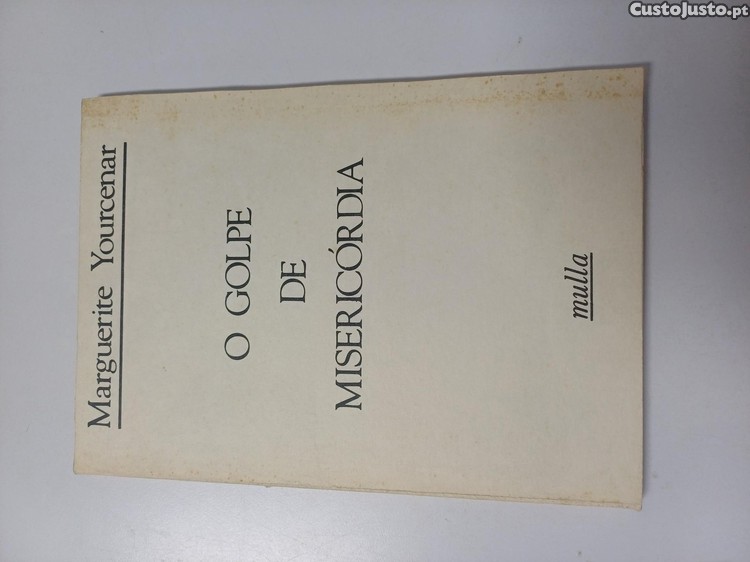 CustoJusto.pt
Marguerite Yourcenar
O GOLPE
DE
MISERICÓRDIA
mulla